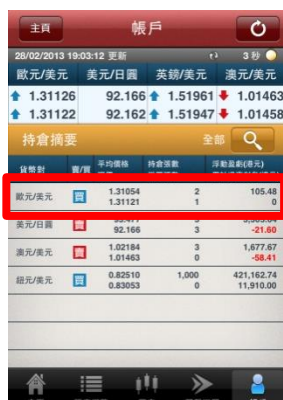 主頁
帳戶
28/02/2013 19:03:12 更新
3 秒
歐元/美元 美元/日圓 英鎊/美元 澳元/美元
1.31126 92.166 1.51961 1.01463
1.31122 92.162 1.51947 1.01458
持倉摘要
全部
貨幣對 賣/買 平均價格 持倉張數 浮動盈虧(港元)
歐元/美元 買 1.31054 2 105.48
1.31121 1 0
美元/日圓 賣
92.166 0 -21.60
澳元/美元 賣 1.02184 3 1,677.67
1.01463 0 -58.41
紐元/美元 買 0.82510 1,000 421,162.74
0.83053 0 11,910.00